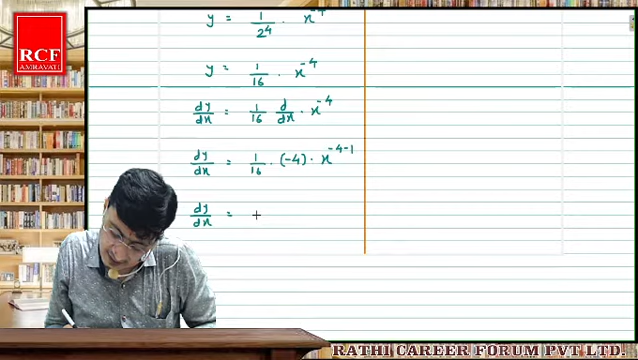 RCF
AMRAVATI
y = 1/2⁴ · x⁻⁴
y = 1/16 · x⁻⁴
dy/dx = 1/16 d/dx · x⁻⁴
dy/dx = 1/16 · (-4) · x⁻⁴⁻¹
dy/dx =
RATHI CAREER FORUM PVT LTD.